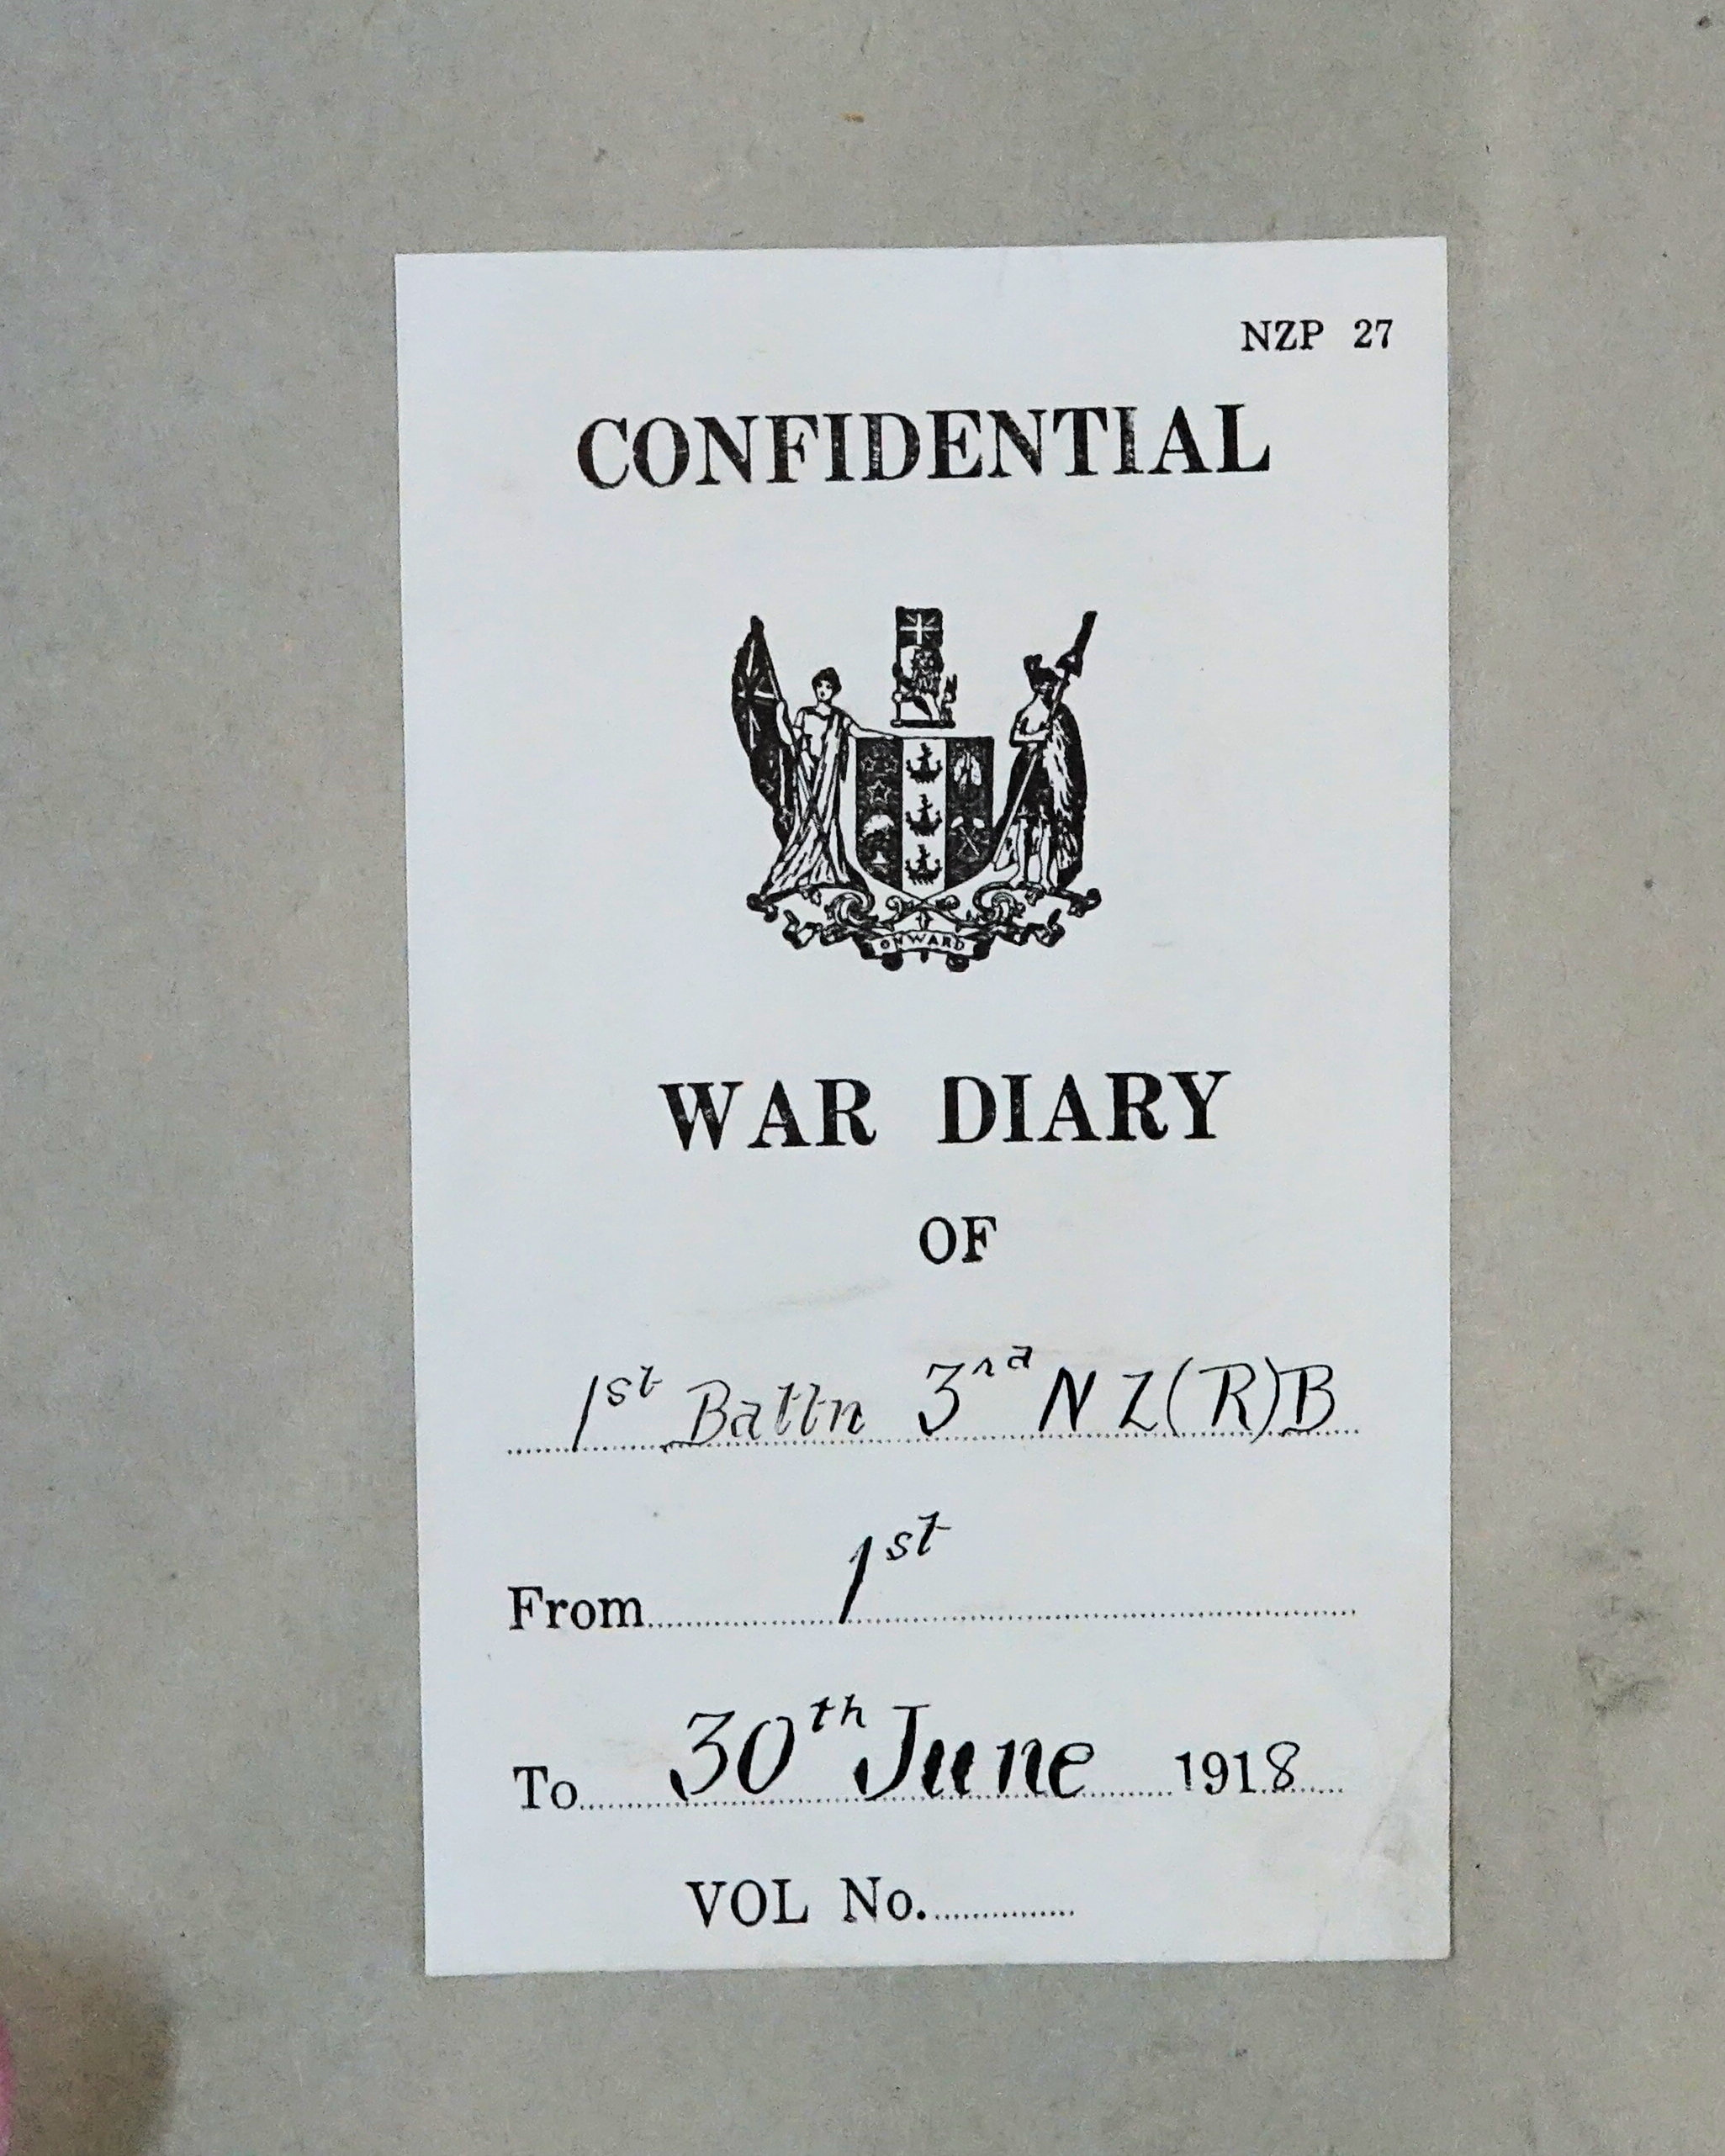 NZP 27
CONFIDENTIAL
ONWARD
WAR DIARY
OF
1st Battn 3rd NZ(R)B
From 1st
To 30th June 1918
VOL No.